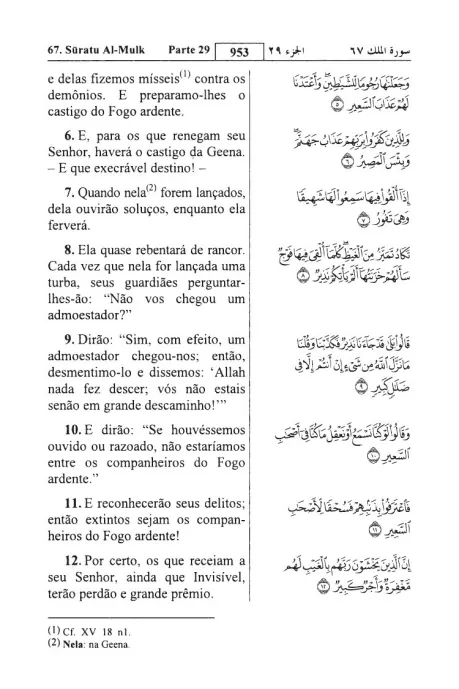 67. Sūratu Al-Mulk Parte 29 953 الجزء ٢٩ سورة الملك ٦٧
e delas fizemos mísseis(1) contra os
demônios. E preparamo-lhes o
castigo do Fogo ardente.
6. E, para os que renegam seu
Senhor, haverá o castigo da Geena.
– E que execrável destino! –
7. Quando nela(2) forem lançados,
dela ouvirão soluços, enquanto ela
ferverá.
8. Ela quase rebentará de rancor.
Cada vez que nela for lançada uma
turba, seus guardiães perguntar-
lhes-ão: “Não vos chegou um
admoestador?”
9. Dirão: “Sim, com efeito, um
admoestador chegou-nos; então,
desmentimo-lo e dissemos: ‘Allah
nada fez descer; vós não estais
senão em grande descaminho!’”
10. E dirão: “Se houvéssemos
ouvido ou razoado, não estaríamos
entre os companheiros do Fogo
ardente.”
11. E reconhecerão seus delitos;
então extintos sejam os compan-
heiros do Fogo ardente!
12. Por certo, os que receiam a
seu Senhor, ainda que Invisível,
terão perdão e grande prêmio.
وَجَعَلْنَٰهَا رُجُومًا لِّلشَّيَٰطِينِ وَأَعْتَدْنَا
لَهُمْ عَذَابَ ٱلسَّعِيرِ ٥
وَلِلَّذِينَ كَفَرُواْ بِرَبِّهِمْ عَذَابُ جَهَنَّمَ
وَبِئْسَ ٱلْمَصِيرُ ٦
إِذَآ أُلْقُواْ فِيهَا سَمِعُواْ لَهَا شَهِيقًا
وَهِيَ تَفُورُ ٧
تَكَادُ تَمَيَّزُ مِنَ ٱلْغَيْظِ كُلَّمَآ أُلْقِيَ فِيهَا فَوْجٌ
سَأَلَهُمْ خَزَنَتُهَآ أَلَمْ يَأْتِكُمْ نَذِيرٌ ٨
قَالُواْ بَلَىٰ قَدْ جَآءَنَا نَذِيرٌ فَكَذَّبْنَا وَقُلْنَا
مَا نَزَّلَ ٱللَّهُ مِن شَىْءٍ إِنْ أَنتُمْ إِلَّا فِى
ضَلَٰلٍ كَبِيرٍ ٩
وَقَالُواْ لَوْ كُنَّا نَسْمَعُ أَوْ نَعْقِلُ مَا كُنَّا فِىٓ أَصْحَٰبِ
ٱلسَّعِيرِ ١٠
فَٱعْتَرَفُواْ بِذَنۢبِهِمْ فَسُحْقًا لِّأَصْحَٰبِ
ٱلسَّعِيرِ ١١
إِنَّ ٱلَّذِينَ يَخْشَوْنَ رَبَّهُم بِٱلْغَيْبِ لَهُم
مَّغْفِرَةٌ وَأَجْرٌ كَبِيرٌ ١٢
(1) Cf. XV 18 n1.
(2) Nela: na Geena.